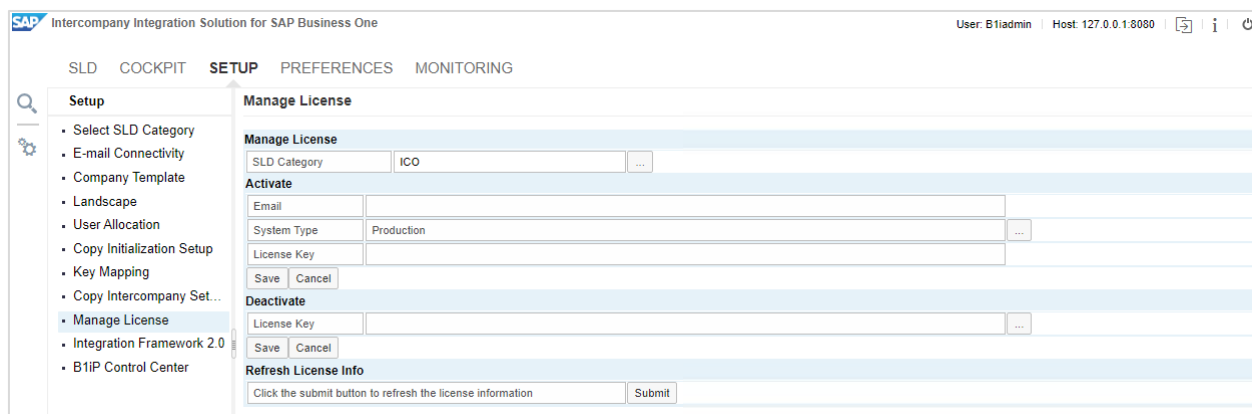 SAP Intercompany Integration Solution for SAP Business One User: B1iadmin Host: 127.0.0.1:8080 i
SLD COCKPIT SETUP PREFERENCES MONITORING
Setup
Select SLD Category
E-mail Connectivity
Company Template
Landscape
User Allocation
Copy Initialization Setup
Key Mapping
Copy Intercompany Set...
Manage License
Integration Framework 2.0
B1iP Control Center
Manage License
Manage License
SLD Category ICO ...
Activate
Email
System Type Production ...
License Key
Save Cancel
Deactivate
License Key ...
Save Cancel
Refresh License Info
Click the submit button to refresh the license information Submit